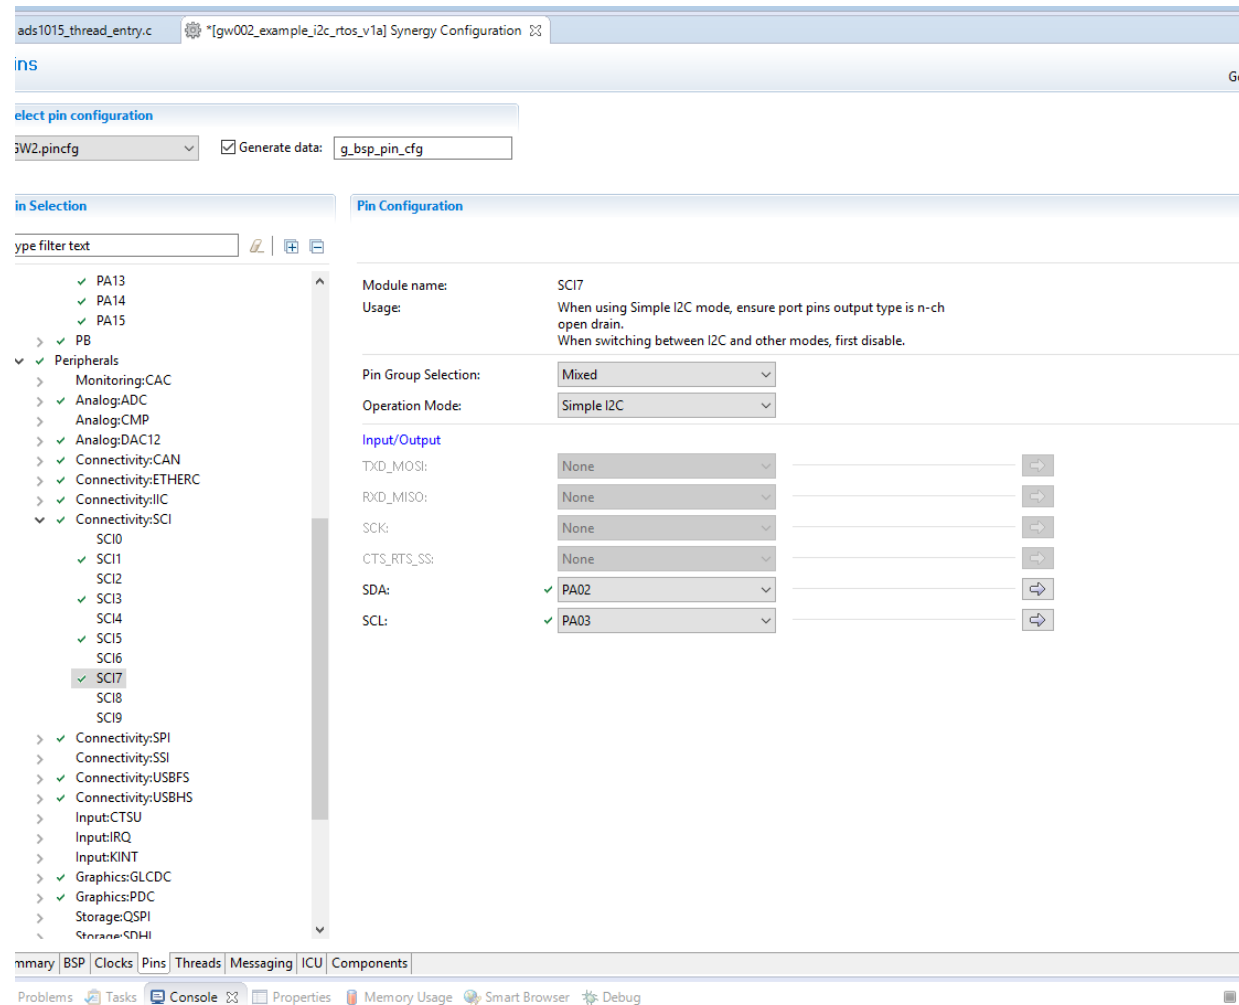 ads1015_thread_entry.c *[gw002_example_i2c_rtos_v1a] Synergy Configuration
ins
Ge
elect pin configuration
GW2.pincfg Generate data: g_bsp_pin_cfg
in Selection Pin Configuration
ype filter text
PA13
PA14
PA15
PB
Peripherals
Monitoring:CAC
Analog:ADC
Analog:CMP
Analog:DAC12
Connectivity:CAN
Connectivity:ETHERC
Connectivity:IIC
Connectivity:SCI
SCI0
SCI1
SCI2
SCI3
SCI4
SCI5
SCI6
SCI7
SCI8
SCI9
Connectivity:SPI
Connectivity:SSI
Connectivity:USBFS
Connectivity:USBHS
Input:CTSU
Input:IRQ
Input:KINT
Graphics:GLCDC
Graphics:PDC
Storage:QSPI
Storage:SDHI
Module name: SCI7
Usage: When using Simple I2C mode, ensure port pins output type is n-ch
open drain.
When switching between I2C and other modes, first disable.
Pin Group Selection: Mixed
Operation Mode: Simple I2C
Input/Output
TXD_MOSI: None
RXD_MISO: None
SCK: None
CTS_RTS_SS: None
SDA: PA02
SCL: PA03
mmary BSP Clocks Pins Threads Messaging ICU Components
Problems Tasks Console Properties Memory Usage Smart Browser Debug